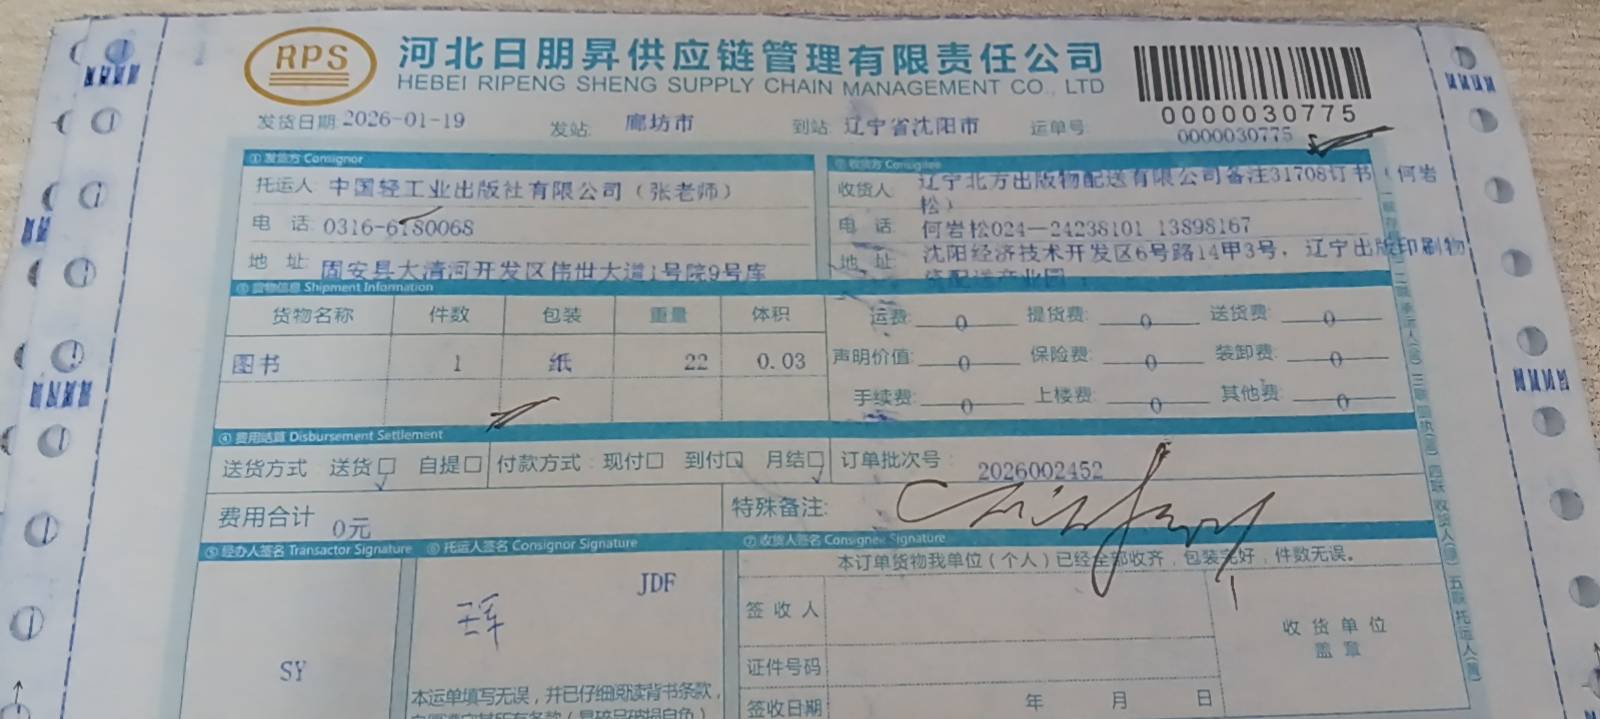 RPS
河北日朋昇供应链管理有限责任公司
HEBEI RIPENG SHENG SUPPLY CHAIN MANAGEMENT CO., LTD
0000030775
发货日期:2026-01-19 发站: 廊坊市 到站: 辽宁省沈阳市 运单号: 0000030775
①发货方 Consignor
②收货方 Consignee
托运人 中国轻工业出版社有限公司（张老师）
收货人 辽宁北方出版物配送有限公司备注31708订书（何岩松）
电 话 0316-6180068
电 话 何岩松024—24238101 13898167
地 址 固安县大清河开发区伟世大道1号院9号库
地 址 沈阳经济技术开发区6号路14甲3号，辽宁出版印刷物
资配送产业园
③货物信息 Shipment Information
货物名称 件数 包装 重量 体积
图书 1 纸 22 0.03
运费: 0 提货费: 0 送货费: 0
声明价值: 0 保险费: 0 装卸费: 0
手续费: 0 上楼费: 0 其他费: 0
④费用结算 Disbursement Settlement
送货方式 送货□ 自提□ 付款方式: 现付□ 到付□ 月结□ 订单批次号: 2026002452
费用合计 0元 特殊备注:
⑤经办人签名 Transactor Signature ⑥托运人签名 Consignor Signature ⑦收货人签名 Consignee Signature
本订单货物我单位（个人）已经全部收齐，包装完好，件数无误。
JDF
SY
签收人
证件号码
签收日期 年 月 日
收货单位
盖章
本运单填写无误，并已仔细阅读背书条款，